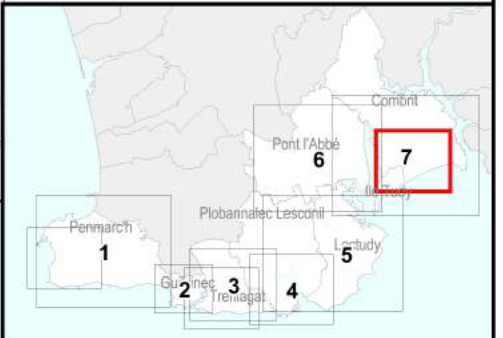 Combrit
Pont l'Abbé
6
7
Ile Tudy
Plobannalec Lesconil
Penmarc'h
1
Loctudy
5
Guilvinec
2
3
Treffiagat
4